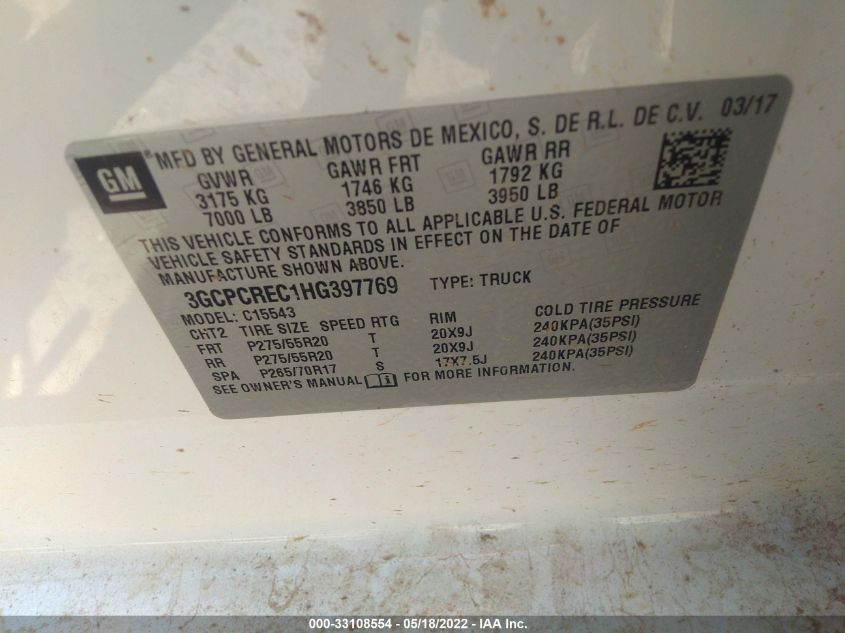 GM ® MFD BY GENERAL MOTORS DE MEXICO, S. DE R.L. DE C.V. 03/17
GVWR GAWR FRT GAWR RR
3175 KG 1746 KG 1792 KG
7000 LB 3850 LB 3950 LB
THIS VEHICLE CONFORMS TO ALL APPLICABLE U.S. FEDERAL MOTOR
VEHICLE SAFETY STANDARDS IN EFFECT ON THE DATE OF
MANUFACTURE SHOWN ABOVE.
3GCPCREC1HG397769 TYPE: TRUCK
MODEL: C15543
CHT2 TIRE SIZE SPEED RTG RIM COLD TIRE PRESSURE
FRT P275/55R20 T 20X9J 240KPA(35PSI)
RR P275/55R20 T 20X9J 240KPA(35PSI)
SPA P265/70R17 S 17X7.5J 240KPA(35PSI)
SEE OWNER'S MANUAL FOR MORE INFORMATION.
000-33108554 - 05/18/2022 - IAA Inc.